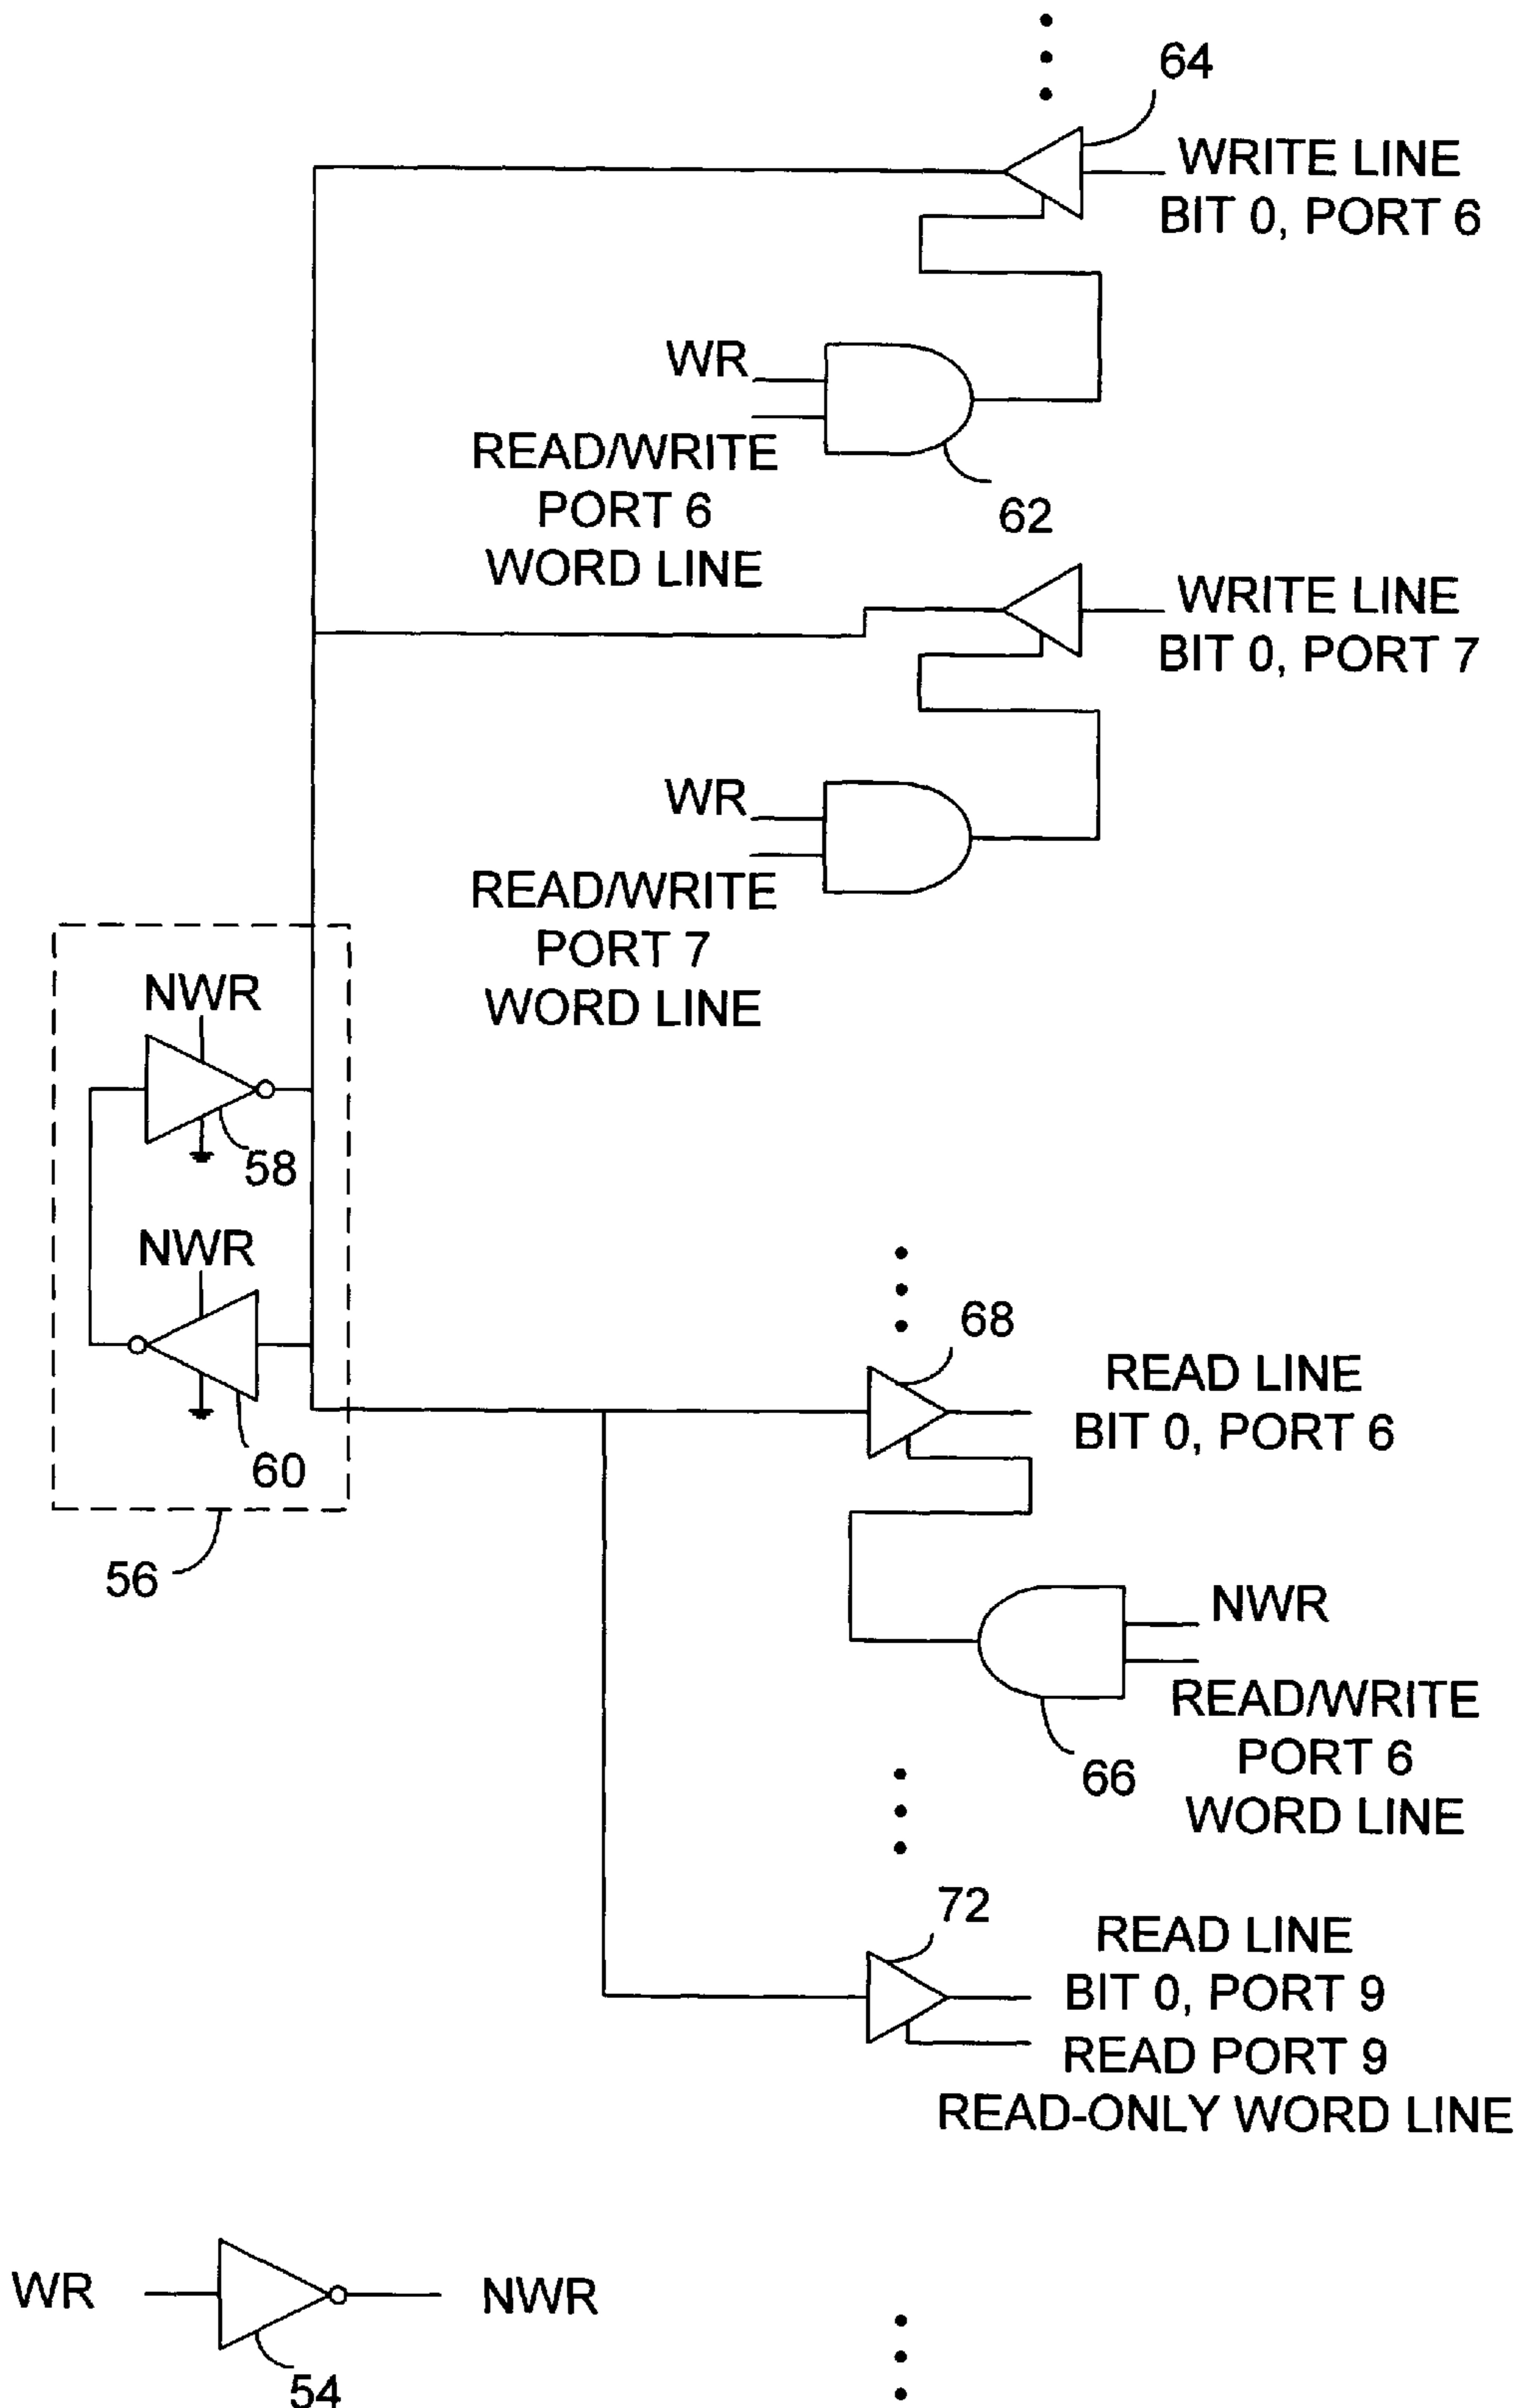 64
WRITE LINE
BIT 0, PORT 6
WR
READ/WRITE
PORT 6
WORD LINE
62
WRITE LINE
BIT 0, PORT 7
WR
READ/WRITE
PORT 7
WORD LINE
NWR
58
NWR
60
56
68
READ LINE
BIT 0, PORT 6
NWR
READ/WRITE
PORT 6
WORD LINE
66
72
READ LINE
BIT 0, PORT 9
READ PORT 9
READ-ONLY WORD LINE
WR
NWR
54